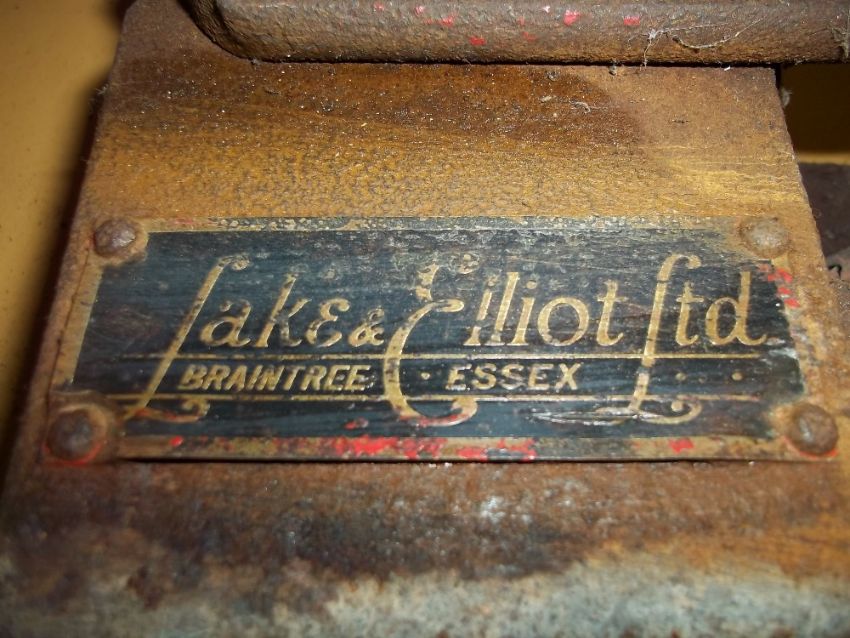 Lake & Elliot Ltd
BRAINTREE · ESSEX